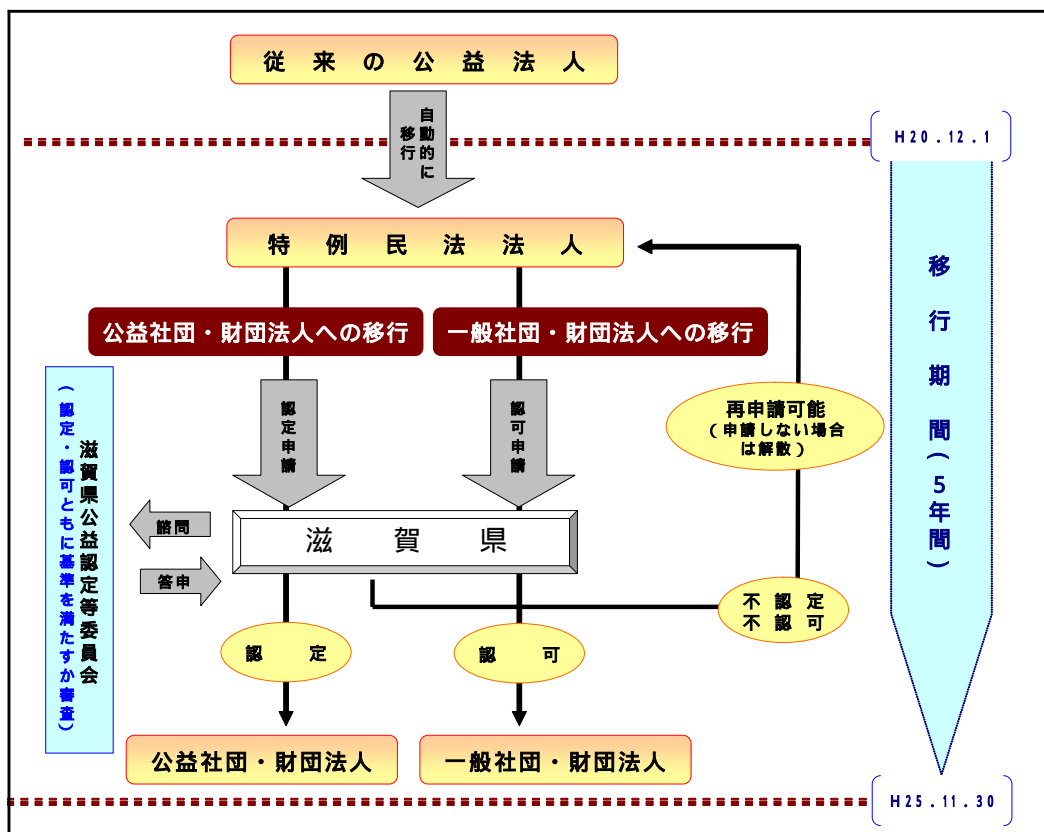 従来の公益法人
自動的に
移行
H20.12.1
特例民法法人
公益社団・財団法人への移行
一般社団・財団法人への移行
移行期間(5年間)
認定申請
認可申請
再申請可能
(申請しない場合
は解散)
滋賀県公益認定等委員会
(認定・認可ともに基準を満たすか審査)
諮問
答申
滋賀県
不認定
不認可
認定
認可
公益社団・財団法人
一般社団・財団法人
H25.11.30